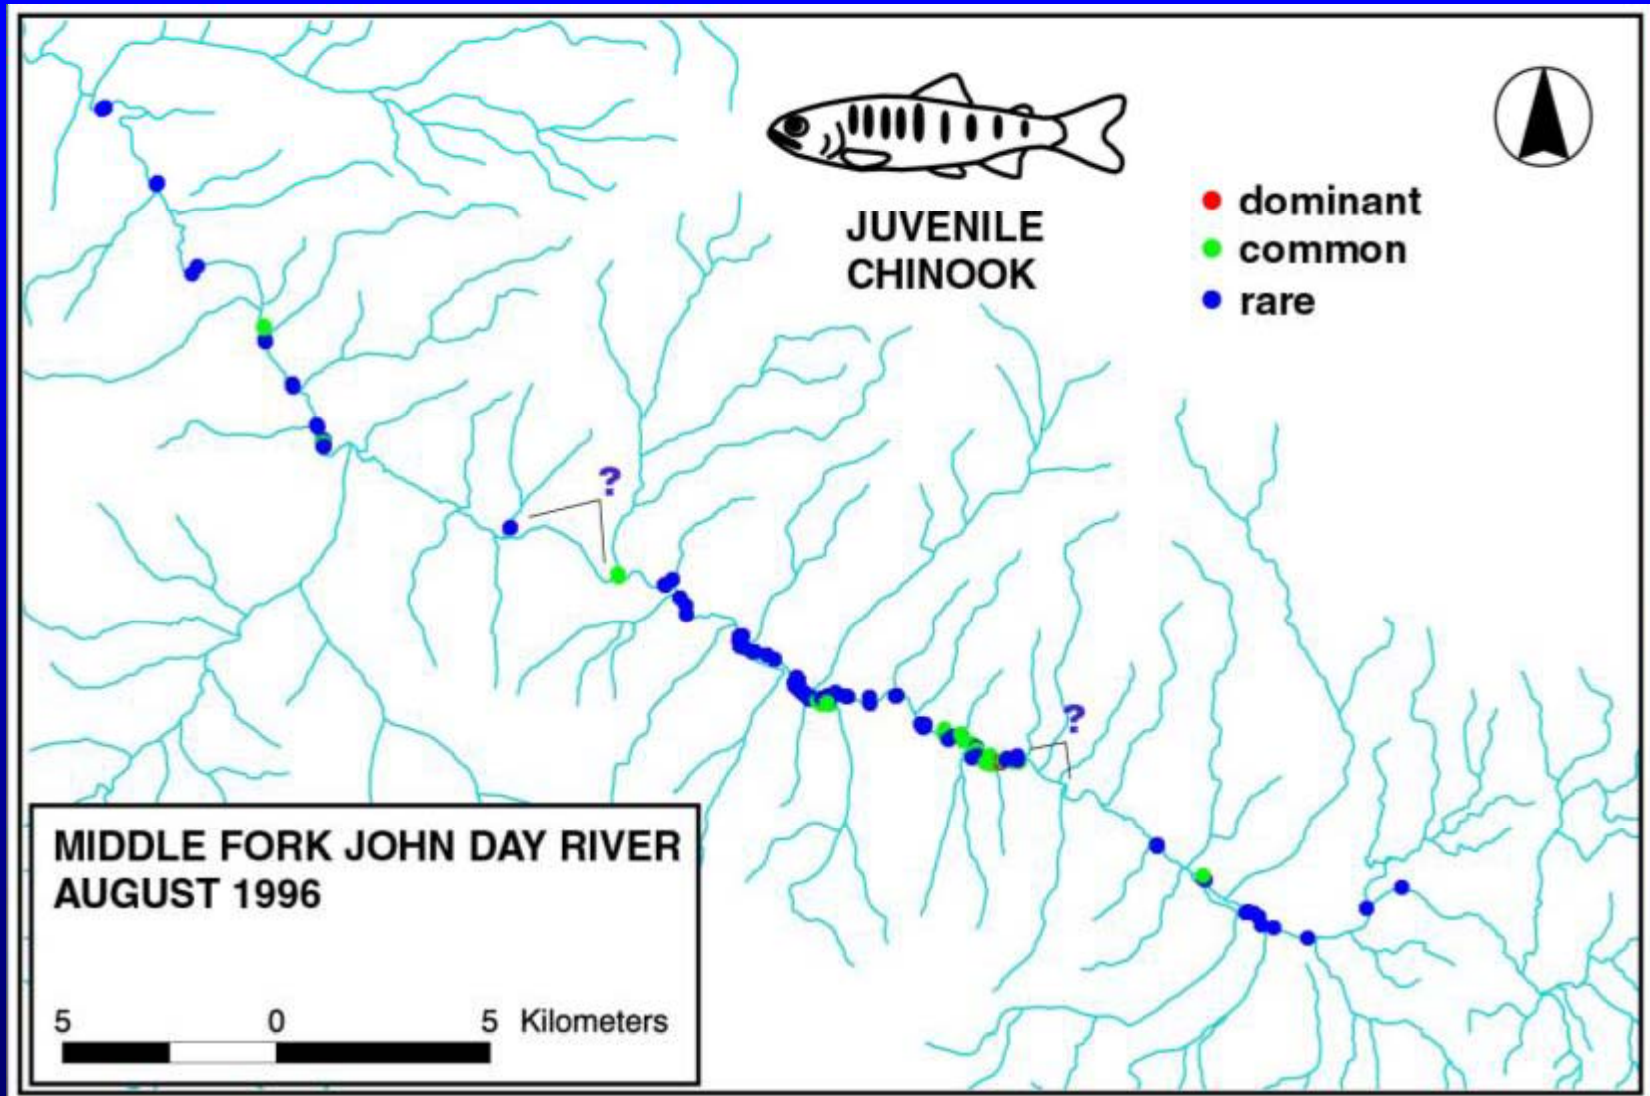 JUVENILE
CHINOOK
dominant
common
rare
?
?
MIDDLE FORK JOHN DAY RIVER
AUGUST 1996
5 0 5 Kilometers